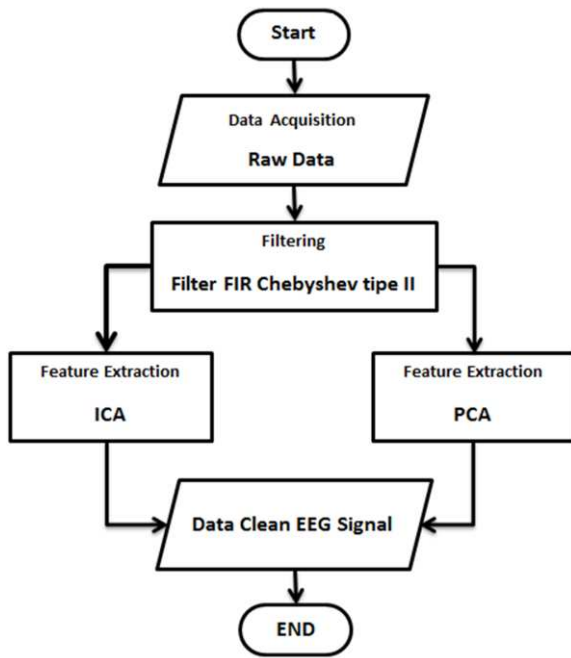 Start
Data Acquisition
Raw Data
Filtering
Filter FIR Chebyshev tipe II
Feature Extraction
ICA
Feature Extraction
PCA
Data Clean EEG Signal
END